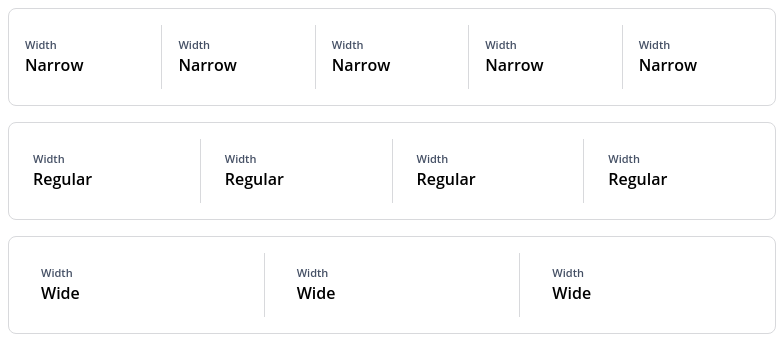 Width Width Width Width Width
Narrow Narrow Narrow Narrow Narrow
Width Width Width Width
Regular Regular Regular Regular
Width Width Width
Wide Wide Wide